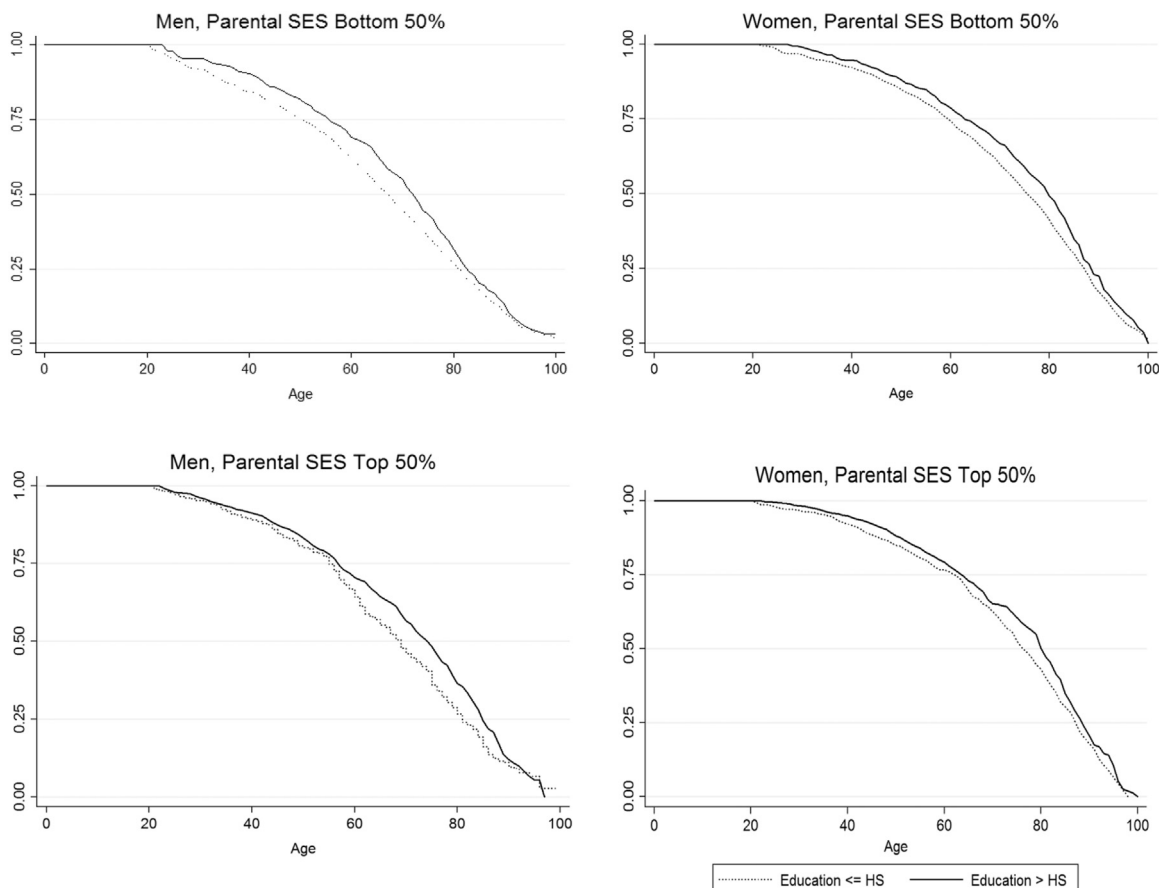 Men, Parental SES Bottom 50%
1.00
0.75
0.50
0.25
0.00
0 20 40 60 80 100
Age
Women, Parental SES Bottom 50%
1.00
0.75
0.50
0.25
0.00
0 20 40 60 80 100
Age
Men, Parental SES Top 50%
1.00
0.75
0.50
0.25
0.00
0 20 40 60 80 100
Age
Women, Parental SES Top 50%
1.00
0.75
0.50
0.25
0.00
0 20 40 60 80 100
Age
Education <= HS Education > HS